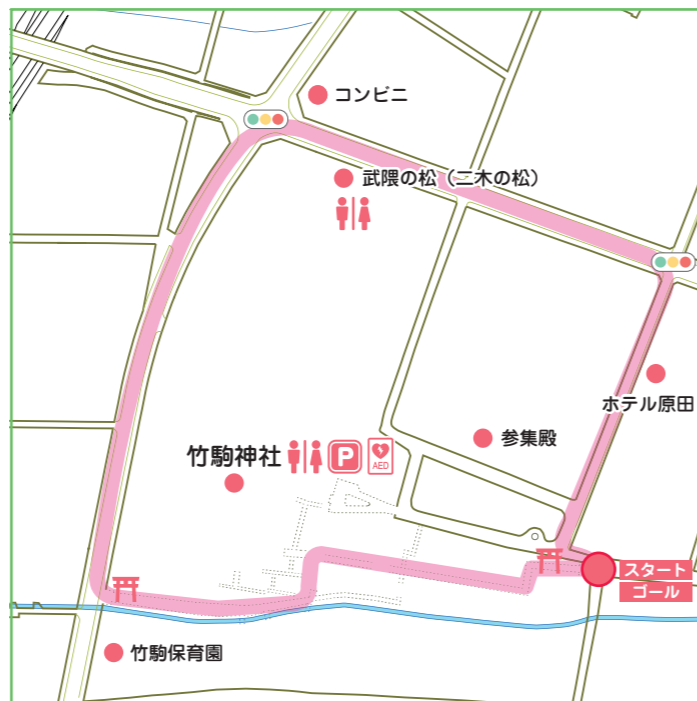 コンビニ
武隈の松（二木の松）
ホテル原田
参集殿
竹駒神社
P
AED
スタート
ゴール
竹駒保育園